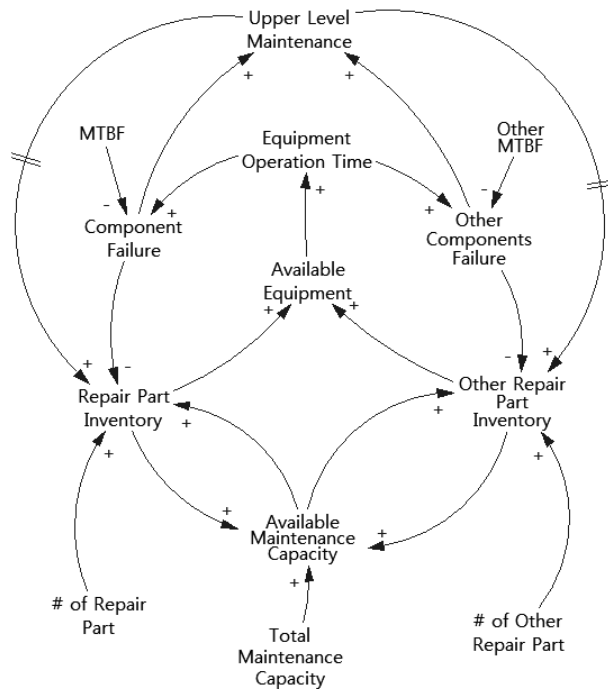 Upper Level
Maintenance
+
+
MTBF
Equipment
Operation Time
Other
MTBF
-
+
+
+
-
Component
Failure
Other
Components
Failure
Available
Equipment
+
+
+
-
-
+
Repair Part
Inventory
Other Repair
Part
Inventory
+
+
+
+
+
+
Available
Maintenance
Capacity
+
# of Repair
Part
# of Other
Repair Part
Total
Maintenance
Capacity